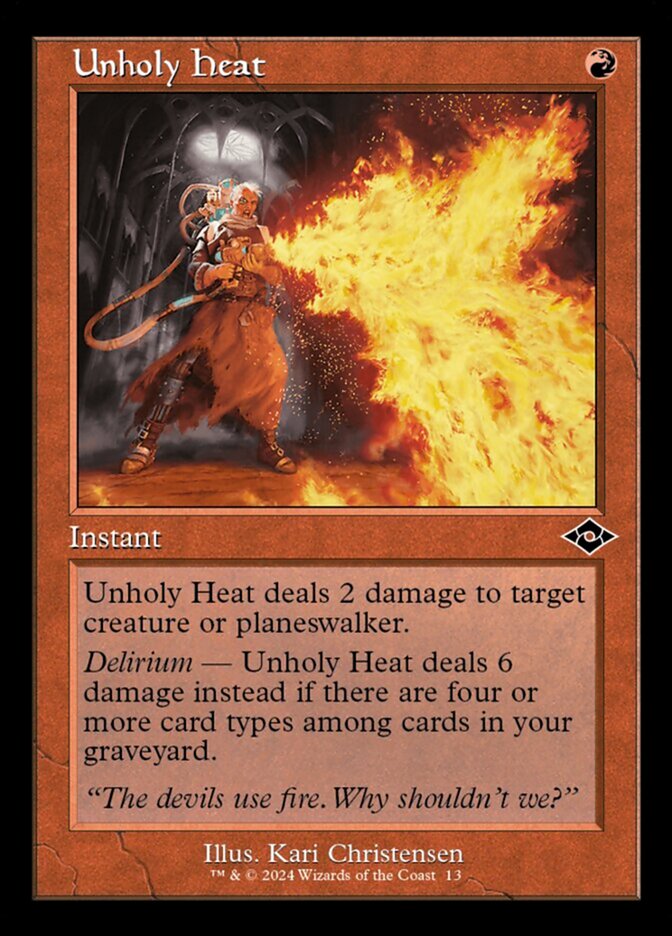 Unholy Heat
Instant
Unholy Heat deals 2 damage to target
creature or planeswalker.
Delirium — Unholy Heat deals 6
damage instead if there are four or
more card types among cards in your
graveyard.
“The devils use fire. Why shouldn’t we?”
Illus. Kari Christensen
™ & © 2024 Wizards of the Coast 13